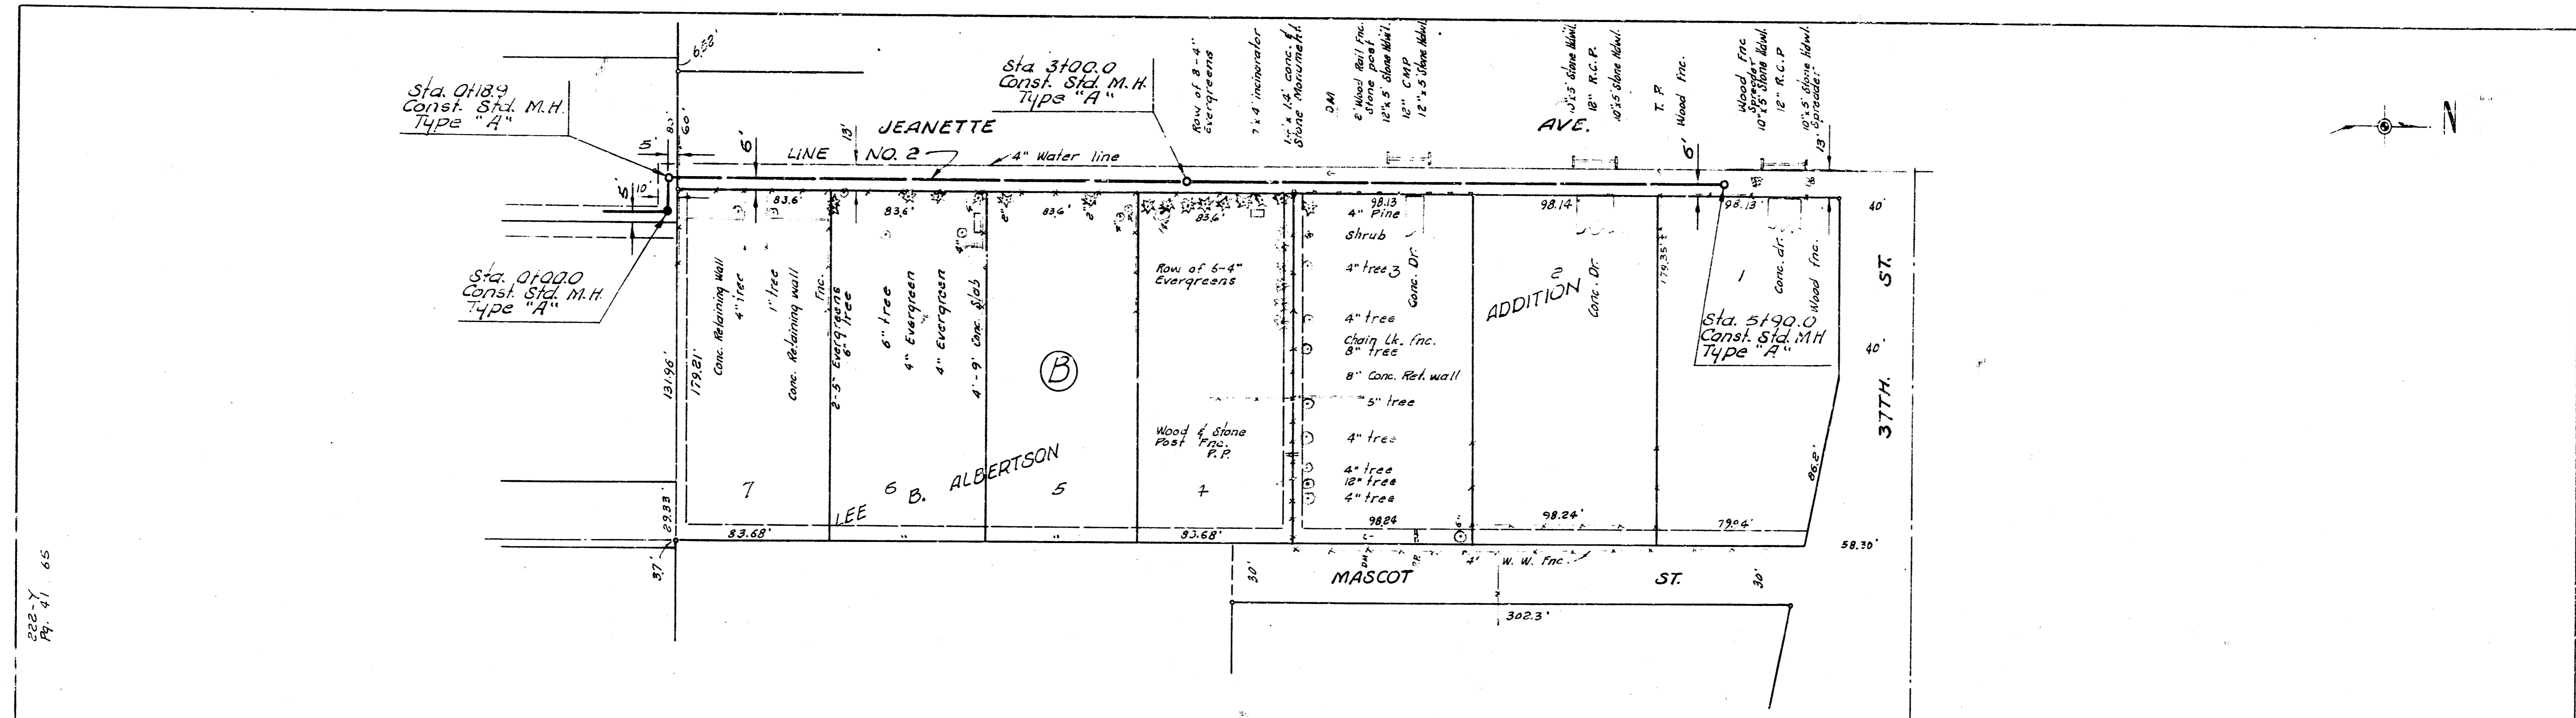 6.58'
Sta. 0+18.9
Const. Std. M.H.
Type "A"
Sta 3+00.0
Const. Std. M.H.
Type "A"
Row of 8-4"
Evergreens
7'x4' incinerator
Stone Monument
DM
2' Wood Rail Fnc.
Stone post
12"x5' Stone Hdwl.
12" CMP
12"x5' Stone Hdwl.
18" R.C.P.
10"x5' Stone Hdwl.
T. P.
Wood Fnc.
Wood Fnc
Spreader
10"x5' Stone Hdwl.
12" R.C.P
10"x5' Stone Hdwl.
Spreader
N
60'
13'
JEANETTE
AVE.
LINE NO. 2
4" Water line
5'
6'
6'
13'
5'
10'
83.6'
83.6'
83.6'
83.6'
98.13
98.14'
98.13'
40'
4" Pine
Shrub
4" tree 3
4" tree
Chain Lk. Fnc.
8" tree
8" Conc. Ret. wall
5" tree
4" tree
4" tree
12" tree
4" tree
Conc. Dr.
2
ADDITION
Conc. Dr.
179.35'±
1
Conc. dr.
Wood Fnc.
Sta. 0+00.0
Const. Std. M.H.
Type "A"
Conc. Retaining Wall
4" tree
1" tree
Conc. Retaining wall
Fnc.
2-5" Evergreens
6" tree
6" tree
4" Evergreen
4" Evergreen
4' - 9' Conc. Slab
4"
2"
2"
Row of 6-4"
Evergreens
Sta. 5+90.0
Const. Std. MH
Type "A"
40'
37TH. ST.
131.96'
179.21'
B
Wood & Stone
Post Fnc.
P.P.
86.2'
7
6
5
4
LEE B. ALBERTSON
29.33'
83.68'
"
"
83.68'
98.24
98.24'
79.04'
6"
58.30'
37'
30'
MASCOT
ST.
DM
P.P.
4' W. W. Fnc.
30'
302.3'
222-Y
Pg. 41 65